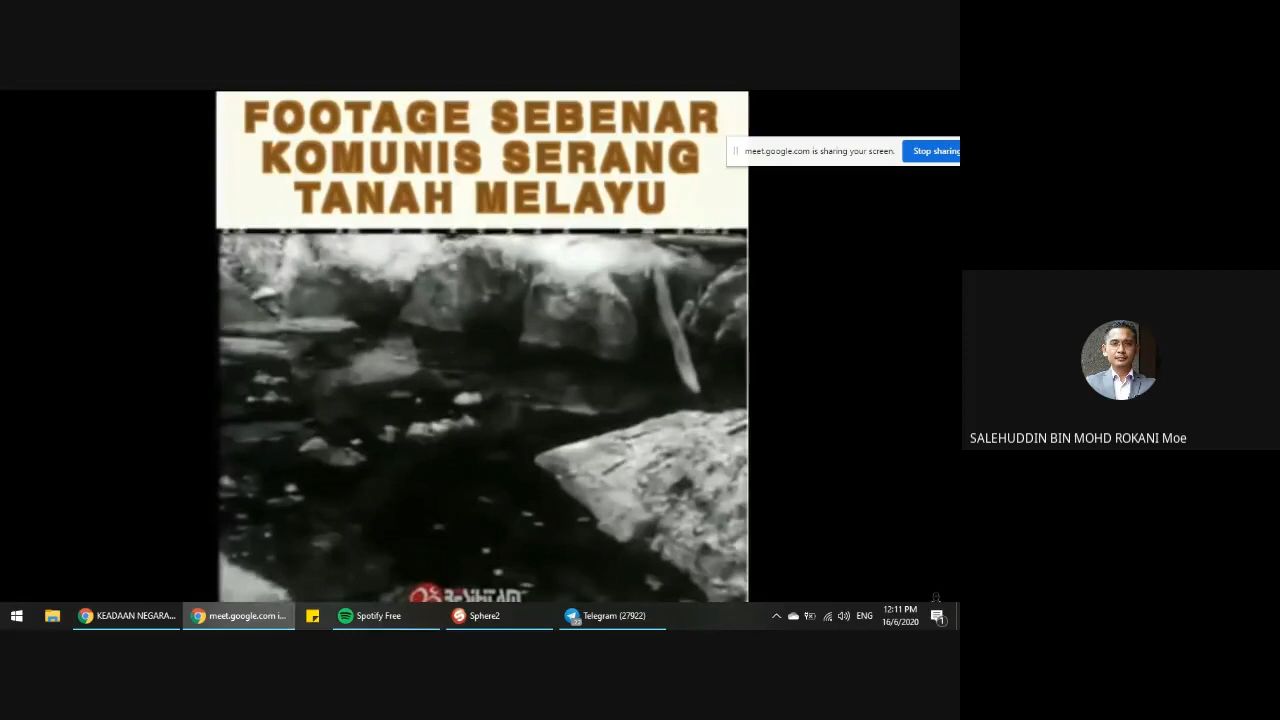 FOOTAGE SEBENAR
KOMUNIS SERANG
TANAH MELAYU
meet.google.com is sharing your screen.
Stop sharing
SALEHUDDIN BIN MOHD ROKANI Moe
KEADAAN NEGARA...
meet.google.com i...
Spotify Free
Sphere2
Telegram (27922)
ENG
12:11 PM
16/6/2020